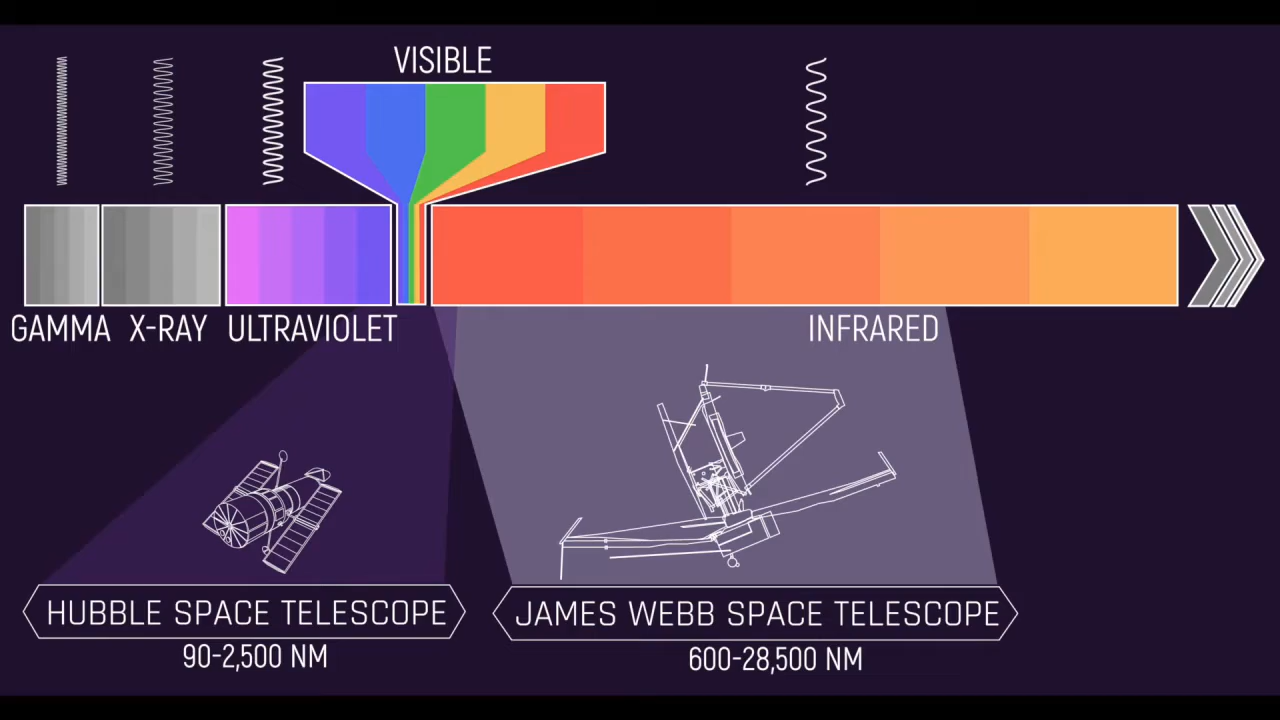 VISIBLE
GAMMA X-RAY ULTRAVIOLET INFRARED
HUBBLE SPACE TELESCOPE
90-2,500 NM
JAMES WEBB SPACE TELESCOPE
600-28,500 NM